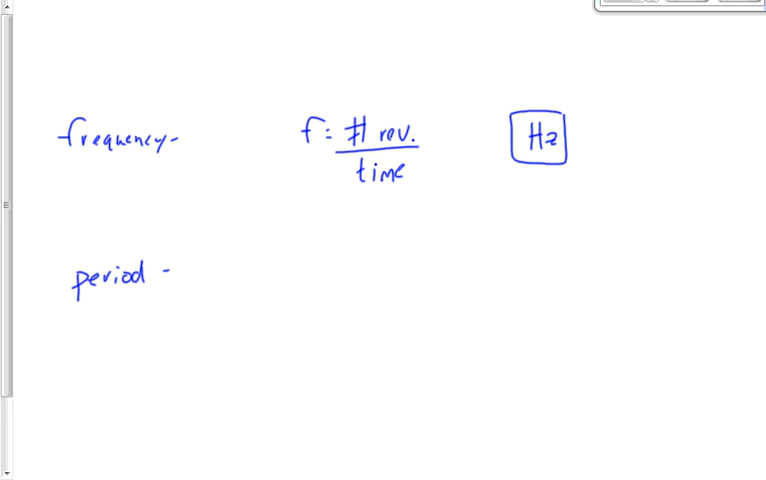 frequency- f = # rev. / time Hz
period -